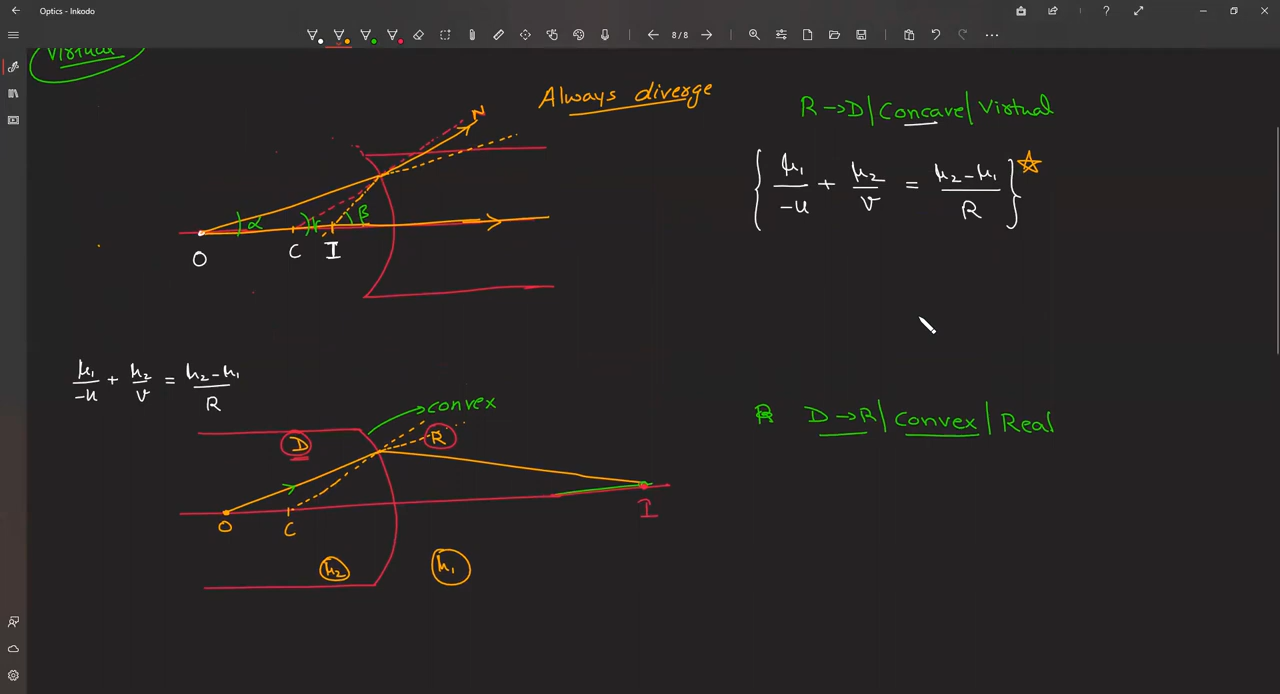 Optics - Inkodo
8/8
Virtual
Always diverge
R→D|Concave|Virtual
{ μ₁/-u + μ₂/v = μ₂-μ₁/R } ☆
N
α
γ
β
O
C
I
μ₁/-u + μ₂/v = μ₂-μ₁/R
convex
R D→R|Convex|Real
D
R
O
C
I
μ₂
μ₁